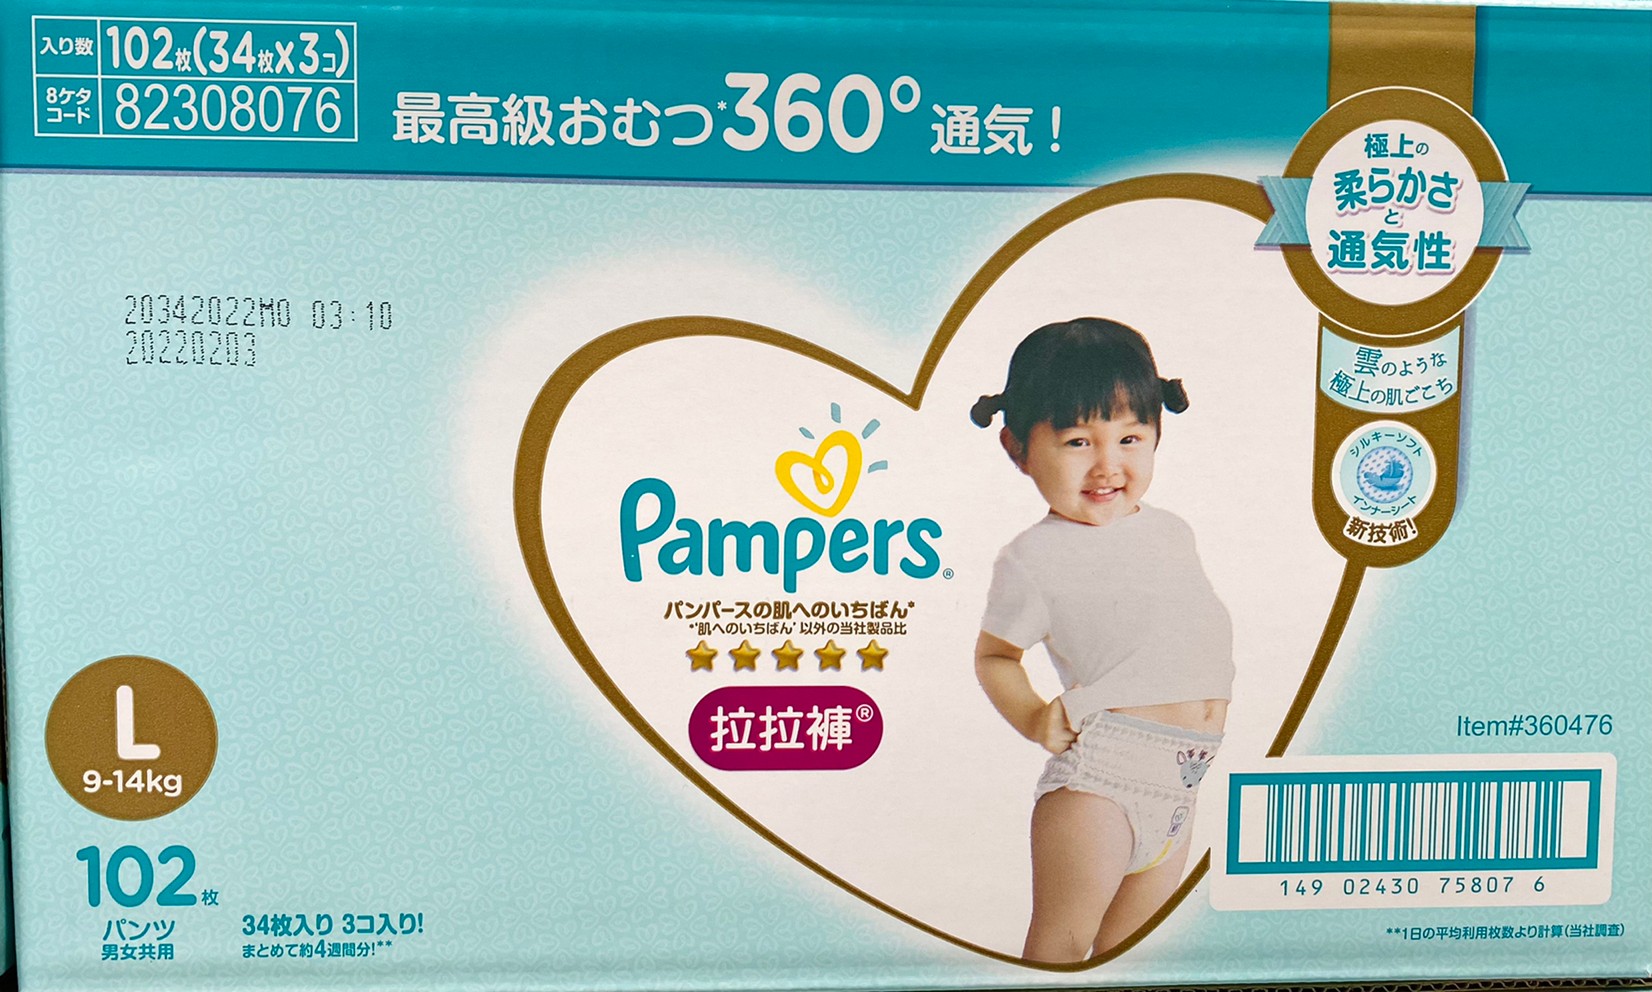 入り数 102枚(34枚X3コ)
8ケタコード 82308076
最高級おむつ*360°通気!
極上の
柔らかさ
と
通気性
雲のような
極上の肌ごこち
シルキーソフト
インナーシート
新技術!
20342022M0 03:10
20220203
Pampers®
パンパースの肌へのいちばん*
*'肌へのいちばん' 以外の当社製品比
拉拉褲®
L
9-14kg
102枚
パンツ
男女共用
34枚入り 3コ入り!
まとめて約4週間分!**
Item#360476
149 02430 75807 6
**1日の平均利用枚数より計算(当社調査)